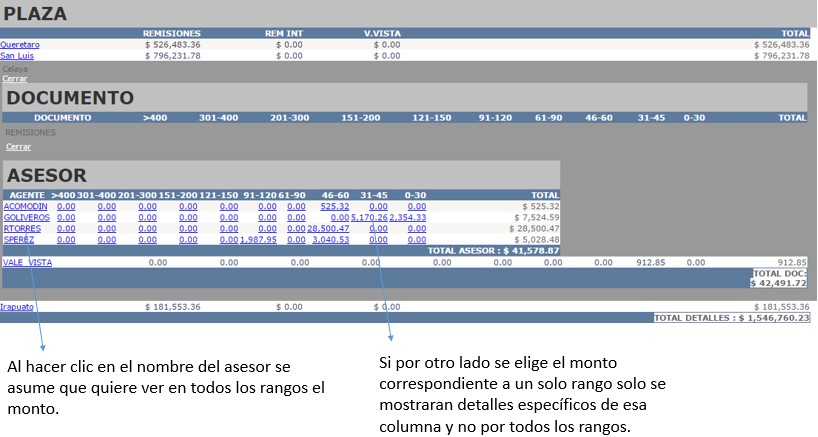 PLAZA
REMISIONES REM INT V.VISTA TOTAL
Queretaro $ 526,483.36 $ 0.00 $ 0.00 $ 526,483.36
San Luis $ 796,231.78 $ 0.00 $ 0.00 $ 796,231.78
Celaya
Cerrar
DOCUMENTO
DOCUMENTO >400 301-400 201-300 151-200 121-150 91-120 61-90 46-60 31-45 0-30 TOTAL
REMISIONES
Cerrar
ASESOR
AGENTE >400 301-400 201-300 151-200 121-150 91-120 61-90 46-60 31-45 0-30 TOTAL
ACOMODIN 0.00 0.00 0.00 0.00 0.00 0.00 0.00 525.32 0.00 0.00 $ 525.32
GOLIVEROS 0.00 0.00 0.00 0.00 0.00 0.00 0.00 0.00 5,170.26 2,354.33 $ 7,524.59
RTORRES 0.00 0.00 0.00 0.00 0.00 0.00 0.00 28,500.47 0.00 0.00 $ 28,500.47
SPERÉZ 0.00 0.00 0.00 0.00 0.00 1,987.95 0.00 3,040.53 0.00 0.00 $ 5,028.48
TOTAL ASESOR : $ 41,578.87
VALE_VISTA 0.00 0.00 0.00 0.00 0.00 0.00 0.00 0.00 912.85 0.00 912.85
TOTAL DOC:
$ 42,491.72
Irapuato $ 181,553.36 $ 0.00 $ 0.00 $ 181,553.36
TOTAL DETALLES : $ 1,546,760.23
Al hacer clic en el nombre del asesor se
asume que quiere ver en todos los rangos el
monto.
Si por otro lado se elige el monto
correspondiente a un solo rango solo se
mostraran detalles específicos de esa
columna y no por todos los rangos.